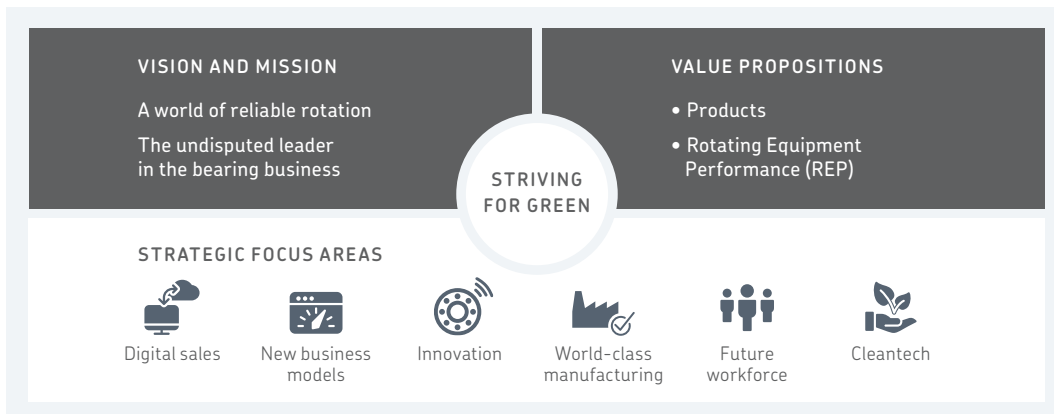 VISION AND MISSION
A world of reliable rotation
The undisputed leader
in the bearing business
VALUE PROPOSITIONS
• Products
• Rotating Equipment
Performance (REP)
STRIVING
FOR GREEN
STRATEGIC FOCUS AREAS
Digital sales
New business
models
Innovation
World-class
manufacturing
Future
workforce
Cleantech